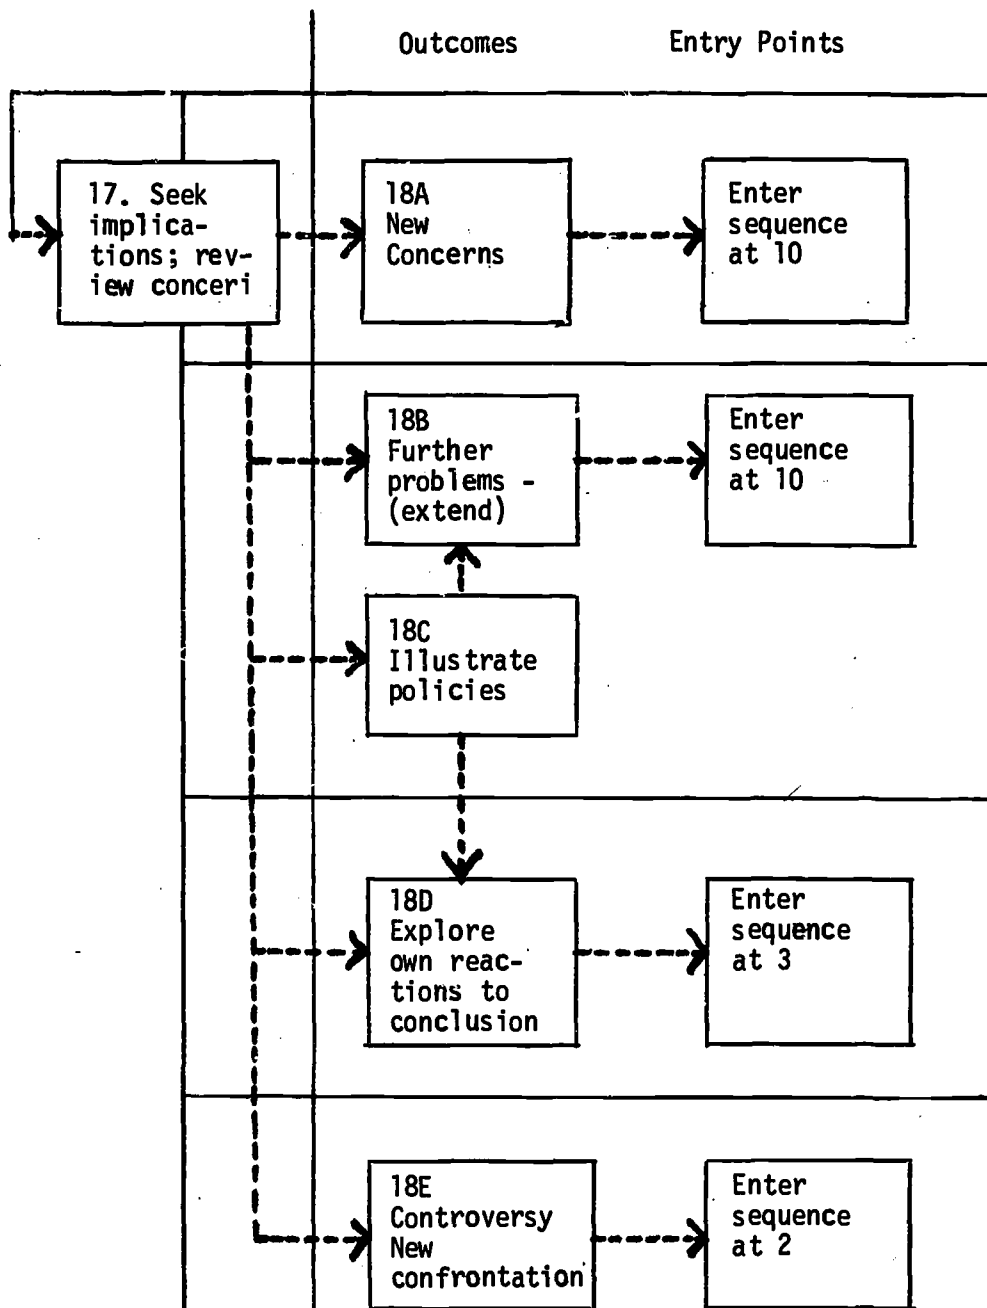 Outcomes Entry Points
17. Seek
implica-
tions; rev-
iew conceri
18A
New
Concerns
Enter
sequence
at 10
18B
Further
problems -
(extend)
Enter
sequence
at 10
18C
Illustrate
policies
18D
Explore
own reac-
tions to
conclusion
Enter
sequence
at 3
18E
Controversy
New
confrontation
Enter
sequence
at 2